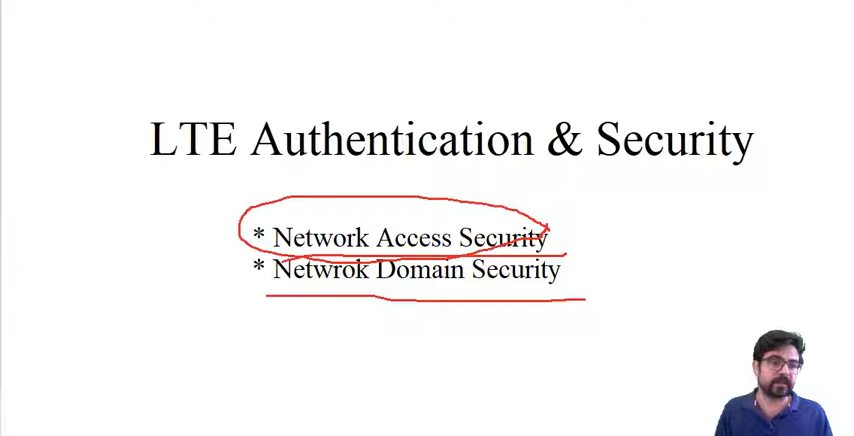 LTE Authentication & Security
* Network Access Security
* Netwrok Domain Security